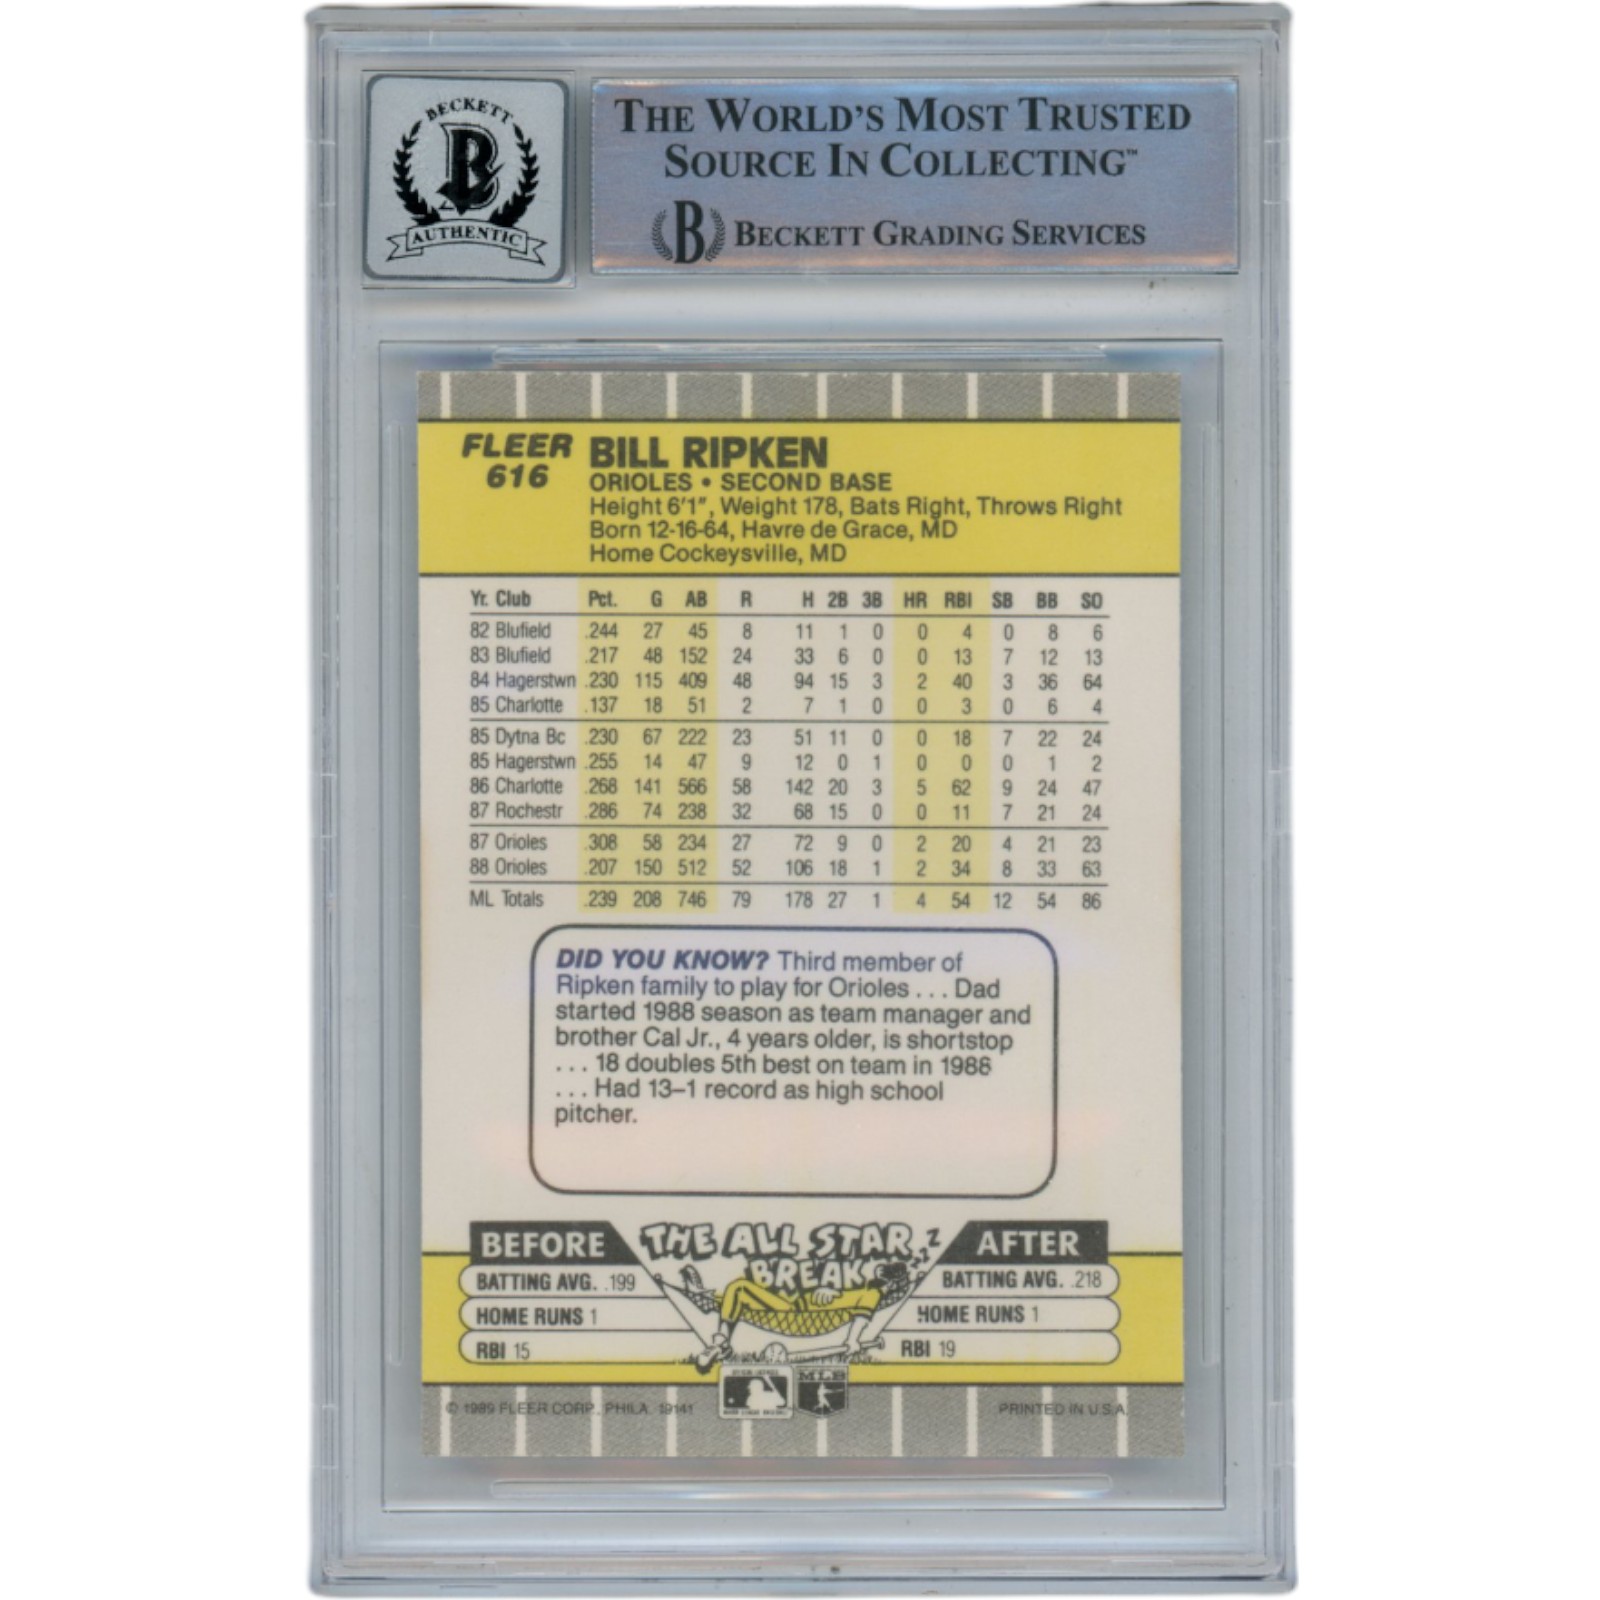 BECKETT
B
AUTHENTIC
THE WORLD'S MOST TRUSTED
SOURCE IN COLLECTING™
B BECKETT GRADING SERVICES
FLEER
616
BILL RIPKEN
ORIOLES • SECOND BASE
Height 6'1", Weight 178, Bats Right, Throws Right
Born 12-16-64, Havre de Grace, MD
Home Cockeysville, MD
Yr. Club Pct. G AB R H 2B 3B HR RBI SB BB SO
82 Blufield .244 27 45 8 11 1 0 0 4 0 8 6
83 Blufield .217 48 152 24 33 6 0 0 13 7 12 13
84 Hagerstwn .230 115 409 48 94 15 3 2 40 3 36 64
85 Charlotte .137 18 51 2 7 1 0 0 3 0 6 4
85 Dytna Bc .230 67 222 23 51 11 0 0 18 7 22 24
85 Hagerstwn .255 14 47 9 12 0 1 0 0 0 1 2
86 Charlotte .268 141 566 58 142 20 3 5 62 9 24 47
87 Rochestr .286 74 238 32 68 15 0 0 11 7 21 24
87 Orioles .308 58 234 27 72 9 0 2 20 4 21 23
88 Orioles .207 150 512 52 106 18 1 2 34 8 33 63
ML Totals .239 208 746 79 178 27 1 4 54 12 54 86
DID YOU KNOW? Third member of
Ripken family to play for Orioles . . . Dad
started 1988 season as team manager and
brother Cal Jr., 4 years older, is shortstop
. . . 18 doubles 5th best on team in 1988
. . . Had 13–1 record as high school
pitcher.
BEFORE
BATTING AVG. .199
HOME RUNS 1
RBI 15
THE ALL STAR
BREAK
ZZZZ
AFTER
BATTING AVG. .218
HOME RUNS 1
RBI 19
© 1989 FLEER CORP., PHILA. 19141
MLB
PRINTED IN U.S.A.